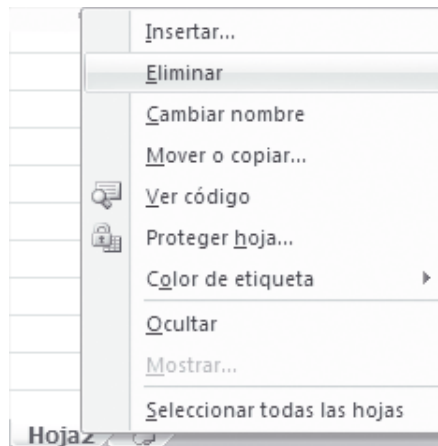 Insertar...
Eliminar
Cambiar nombre
Mover o copiar...
Ver código
Proteger hoja...
Color de etiqueta
Ocultar
Mostrar...
Seleccionar todas las hojas
Hoja2